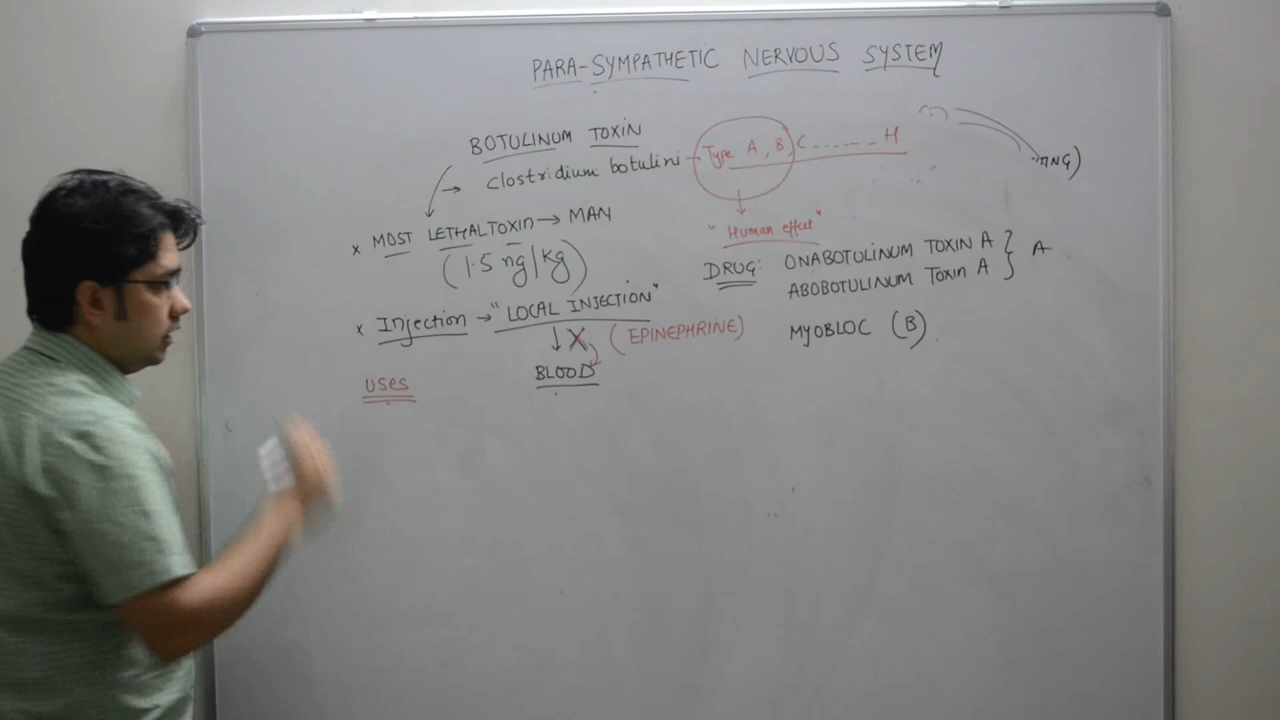 PARA-SYMPATHETIC NERVOUS SYSTEM
BOTULINUM TOXIN
→ Clostridium botulini → Type A, B, C ...... H
x MOST LETHAL TOXIN → MAN
(1.5 ng/kg)
"Human effect"
DRUG: ONABOTULINUM TOXIN A } A
ABOBOTULINUM TOXIN A
MYOBLOC (B).
x Injection → "LOCAL INJECTION"
↓ X (EPINEPHRINE)
BLOOD
USES